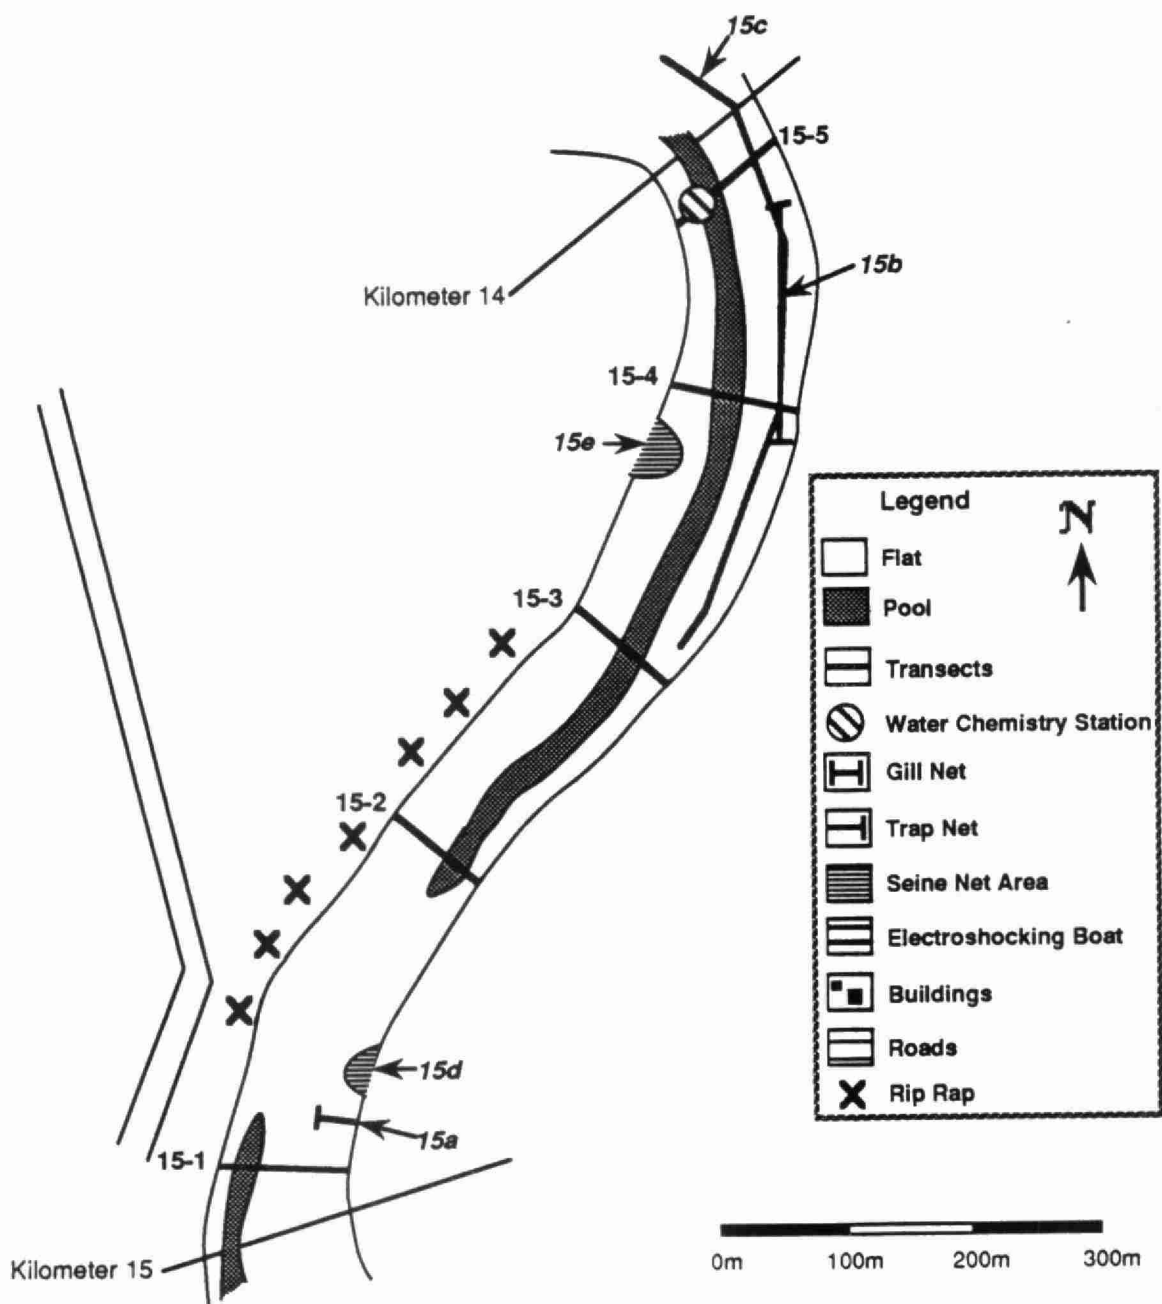 15c
15-5
15b
Kilometer 14
15-4
15e
15-3
15-2
15d
15a
15-1
Kilometer 15
Legend
N
Flat
Pool
Transects
Water Chemistry Station
Gill Net
Trap Net
Seine Net Area
Electroshocking Boat
Buildings
Roads
Rip Rap
0m 100m 200m 300m